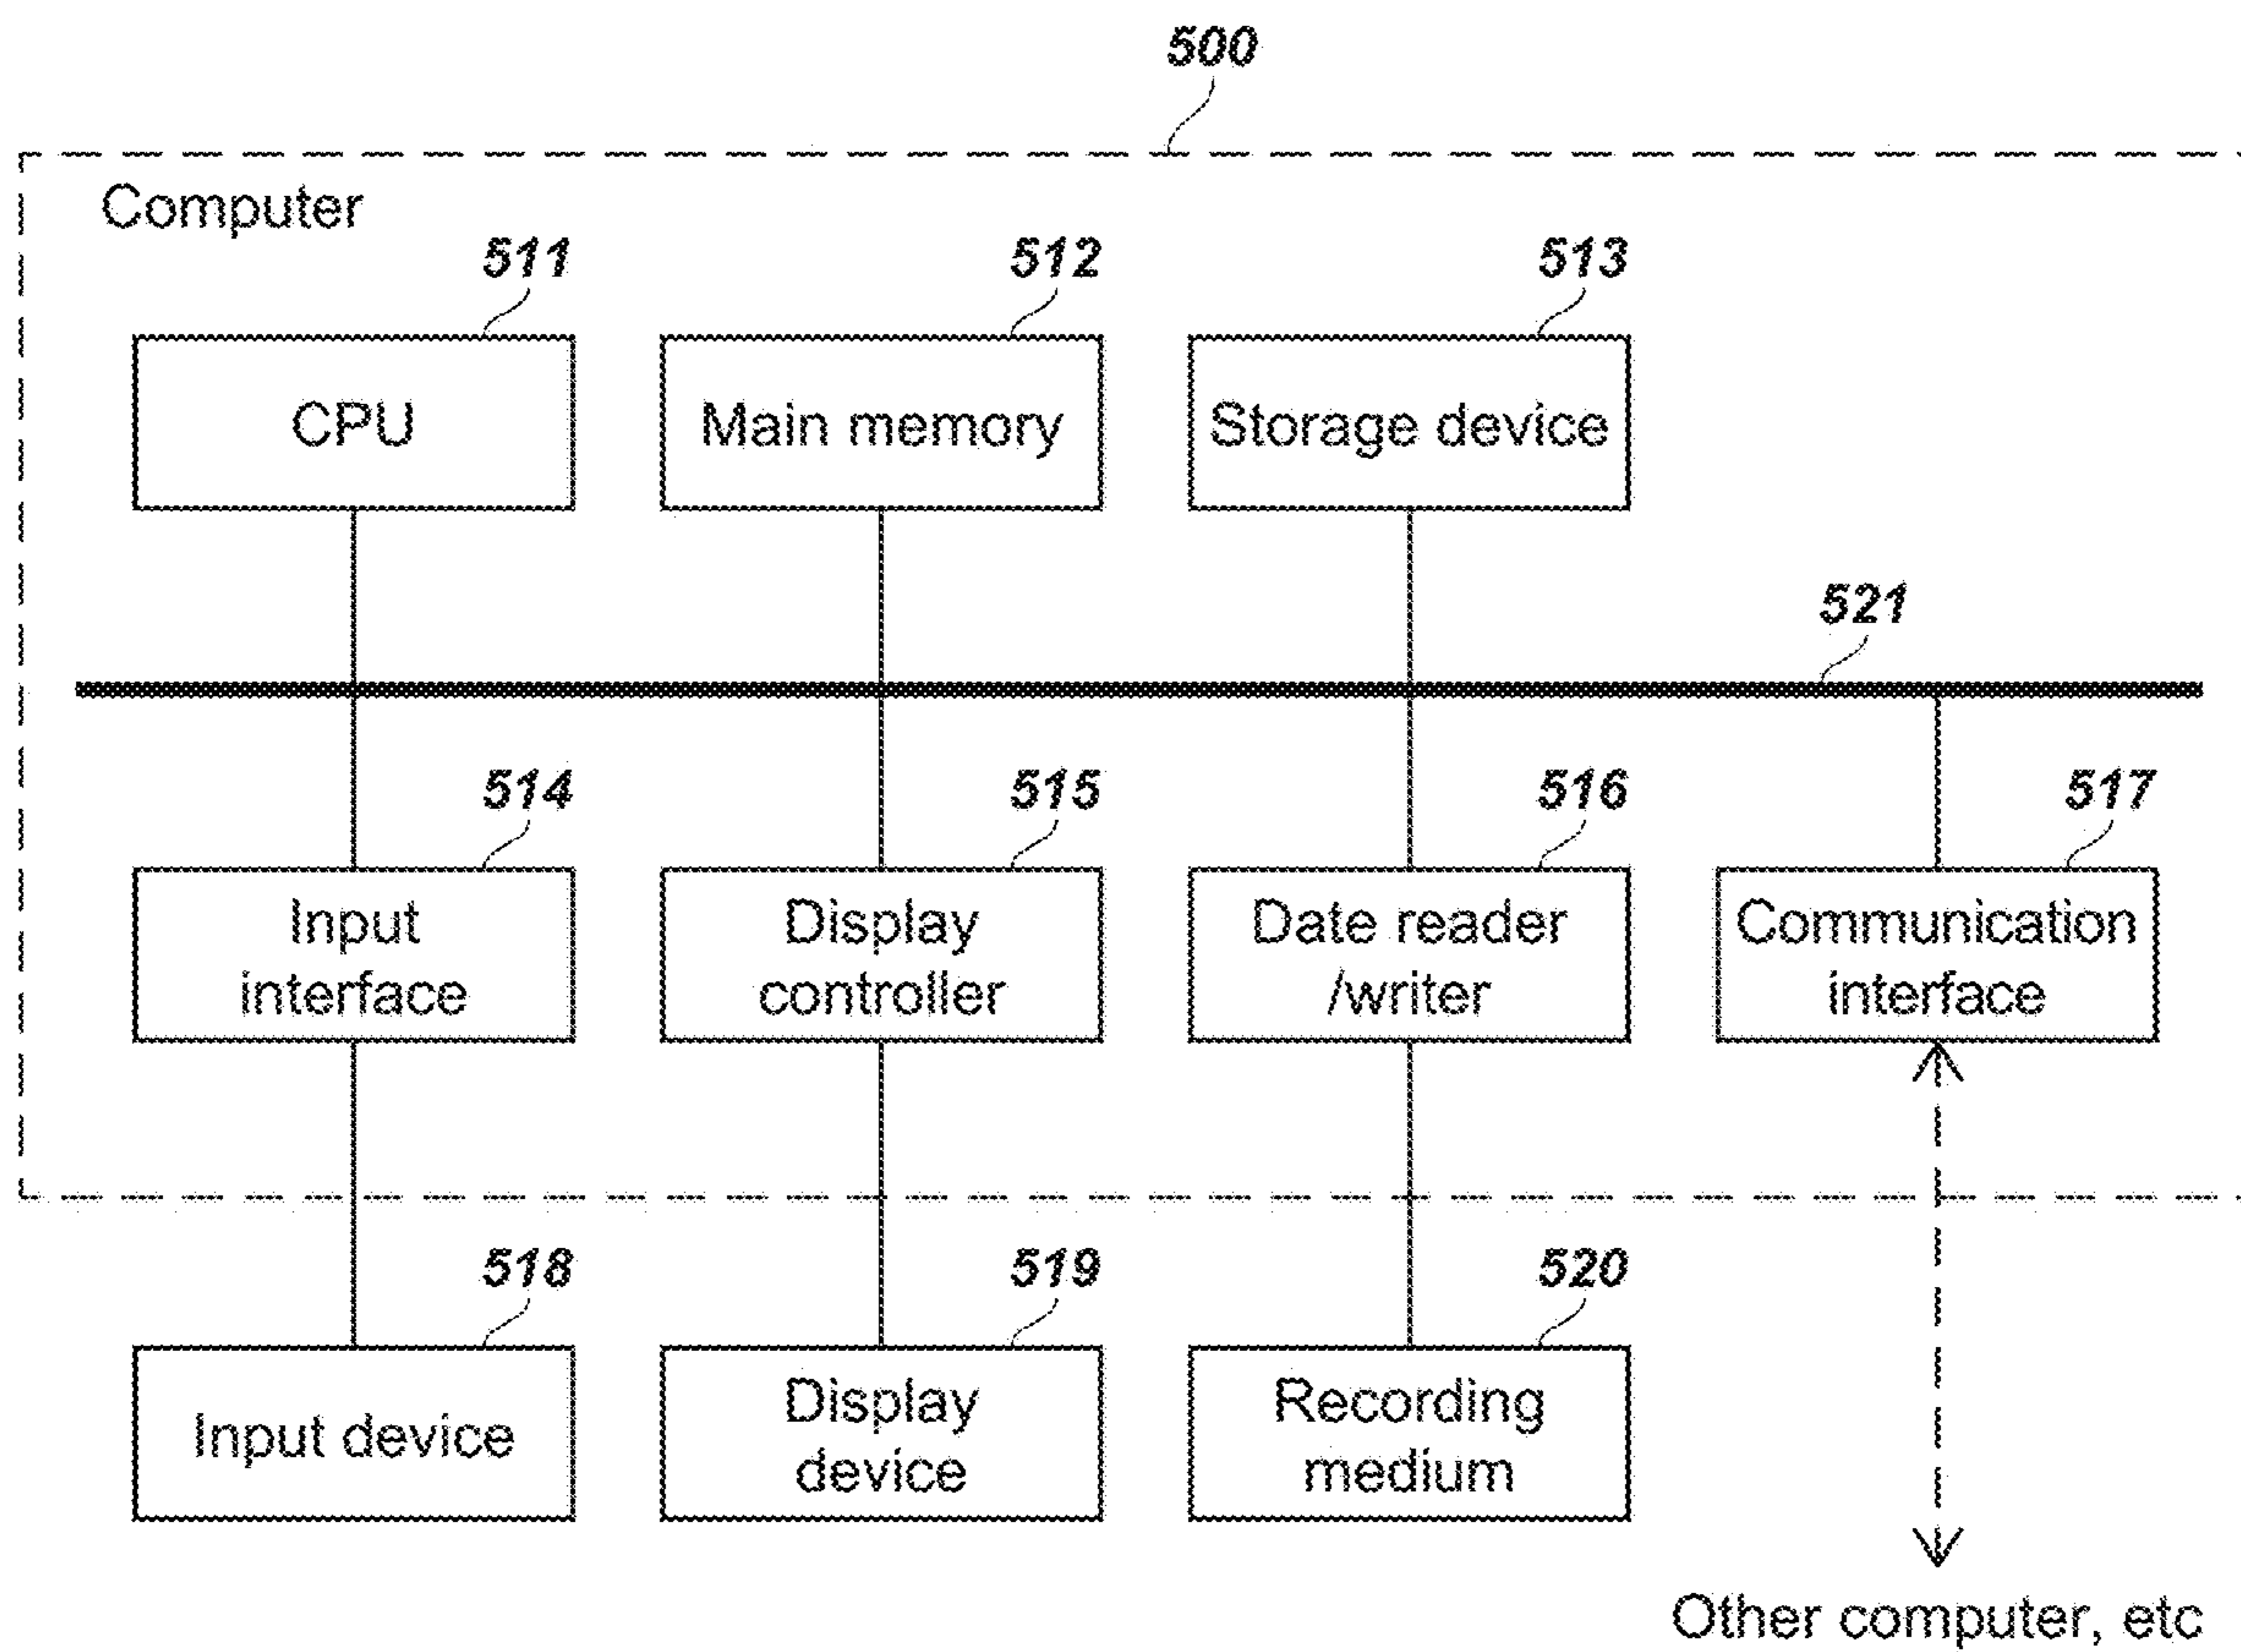 500
Computer
511
512
513
CPU
Main memory
Storage device
521
514
515
516
517
Input
interface
Display
controller
Date reader
/writer
Communication
interface
518
519
520
Input device
Display
device
Recording
medium
Other computer, etc